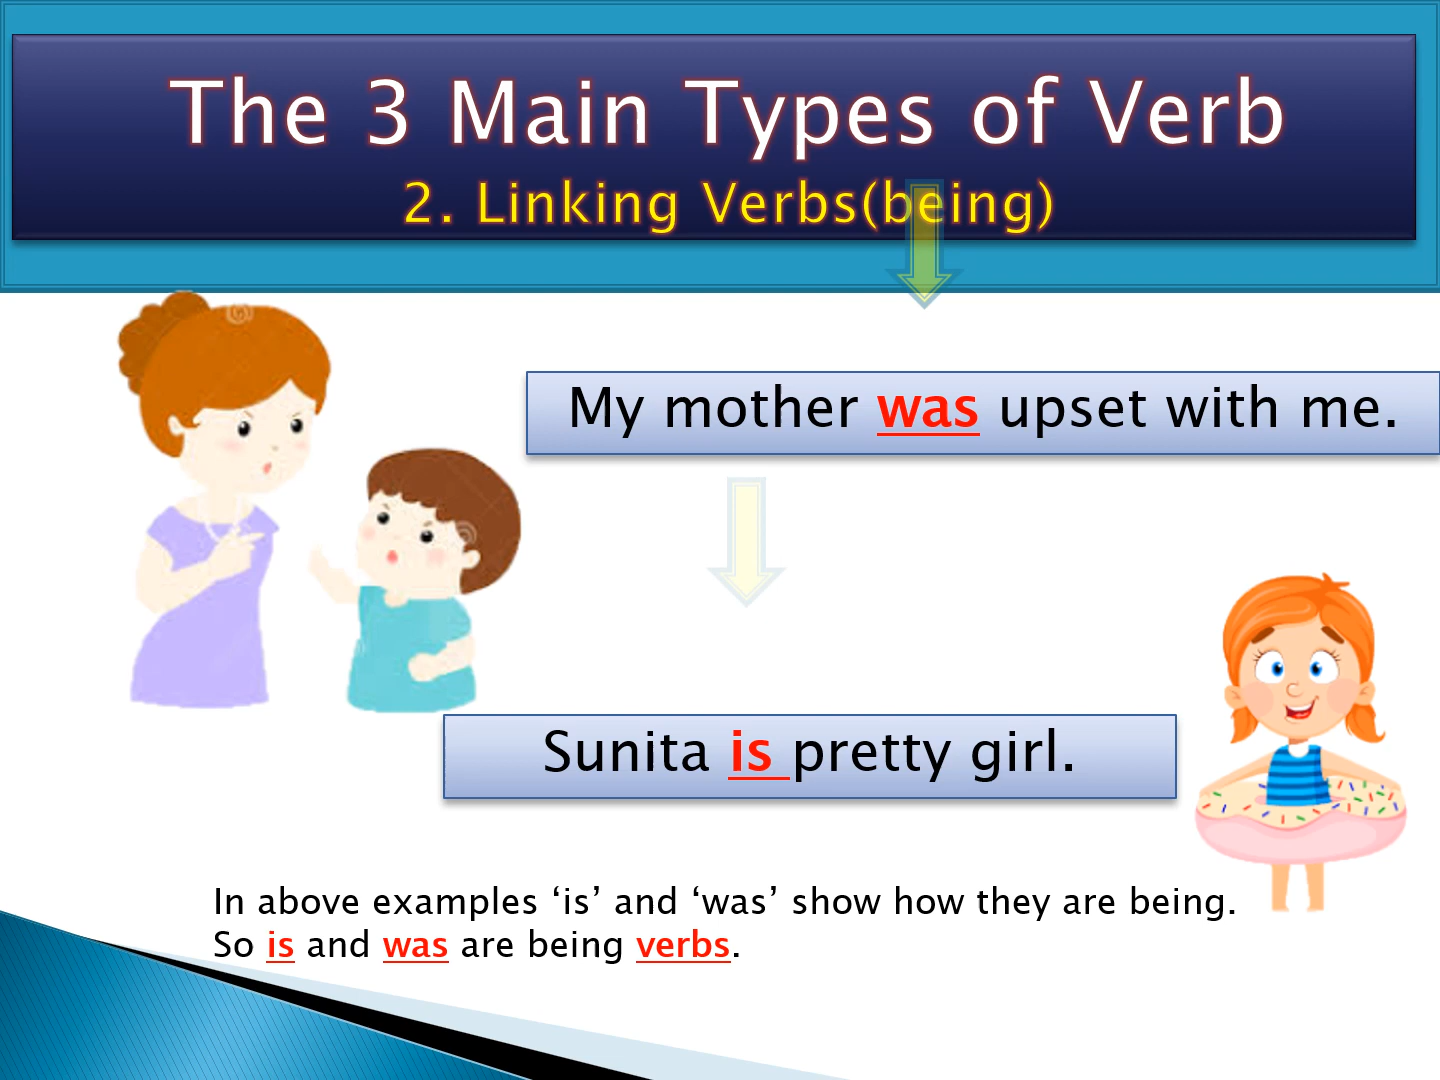 The 3 Main Types of Verb
2. Linking Verbs(being)
My mother was upset with me.
Sunita is pretty girl.
In above examples ‘is’ and ‘was’ show how they are being.
So is and was are being verbs.